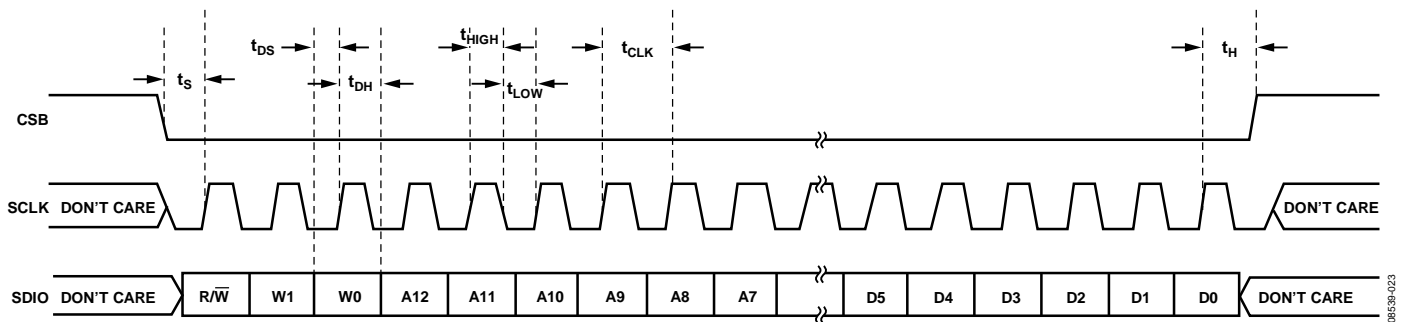 tDS
tHIGH
tCLK
tH
tS
tDH
tLOW
CSB
SCLK DON'T CARE
DON'T CARE
SDIO DON'T CARE R/W̅ W1 W0 A12 A11 A10 A9 A8 A7 D5 D4 D3 D2 D1 D0 DON'T CARE
08539-023